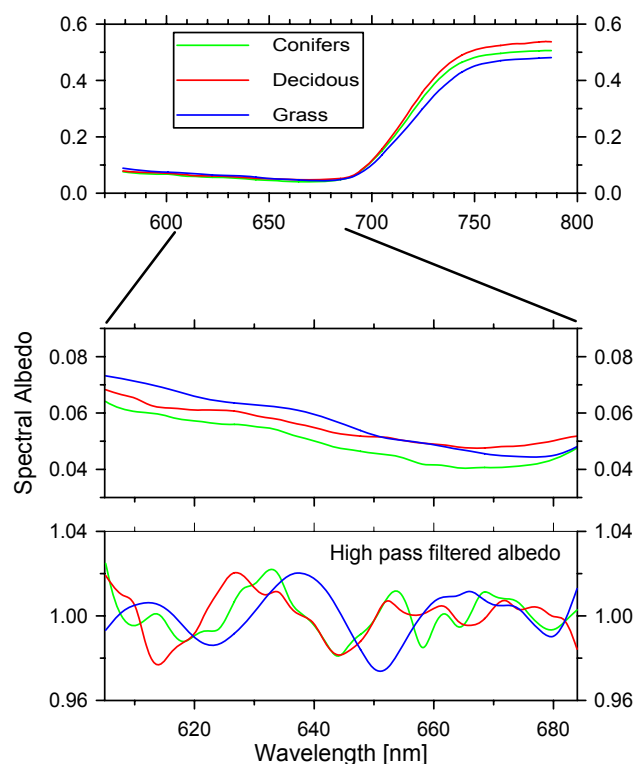 0.6 0.6
Conifers
Decidous
Grass
0.4 0.4
0.2 0.2
0.0 0.0
600 650 700 750 800
Spectral Albedo
0.08 0.08
0.06 0.06
0.04 0.04
1.04 1.04
High pass filtered albedo
1.00 1.00
0.96 0.96
620 640 660 680
Wavelength [nm]